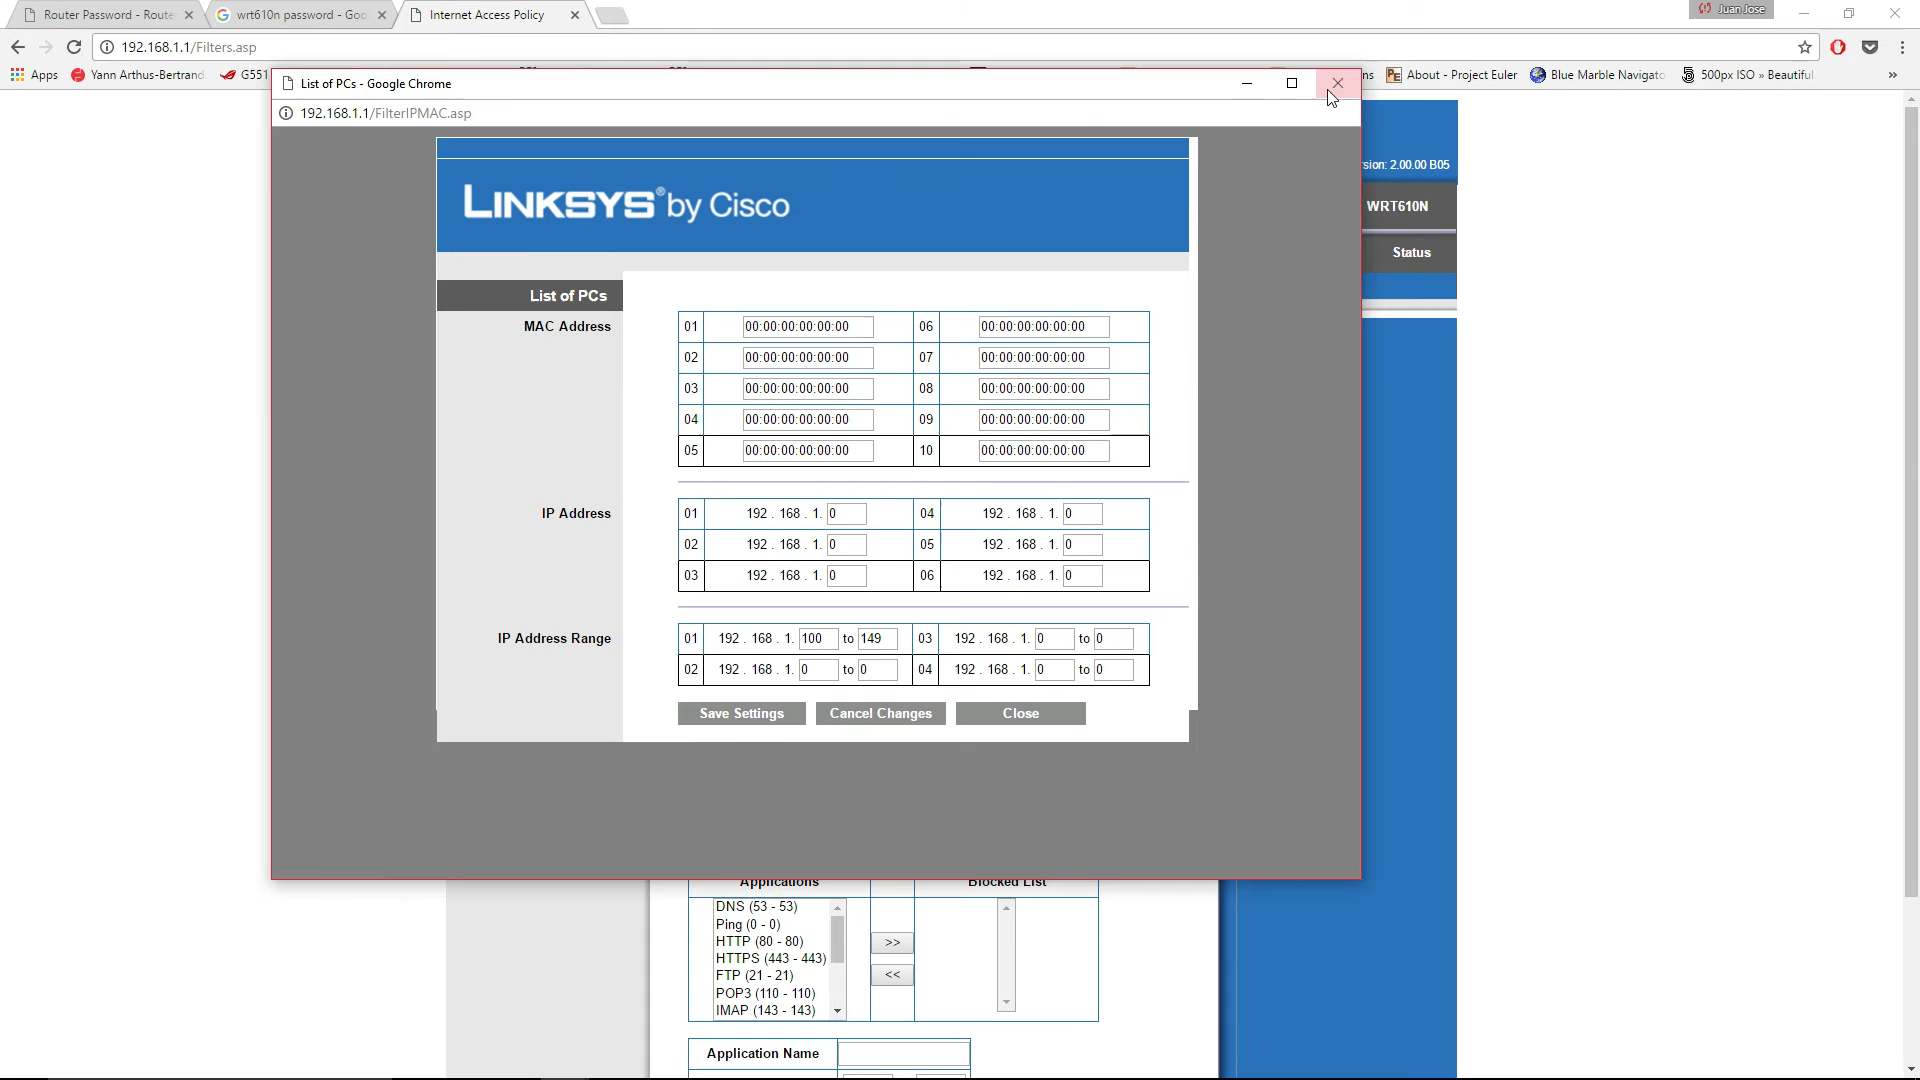 Router Password - Route
wrt610n password - Goo
Internet Access Policy
Juan Jose
192.168.1.1/Filters.asp
Apps
Yann Arthus-Bertrand
G551
About - Project Euler
Blue Marble Navigato
500px ISO » Beautiful
»
List of PCs - Google Chrome
192.168.1.1/FilterIPMAC.asp
sion: 2.00.00 B05
LINKSYS® by Cisco
WRT610N
Status
List of PCs
MAC Address
01 00:00:00:00:00:00 06 00:00:00:00:00:00
02 00:00:00:00:00:00 07 00:00:00:00:00:00
03 00:00:00:00:00:00 08 00:00:00:00:00:00
04 00:00:00:00:00:00 09 00:00:00:00:00:00
05 00:00:00:00:00:00 10 00:00:00:00:00:00
IP Address
01 192 . 168 . 1. 0 04 192 . 168 . 1. 0
02 192 . 168 . 1. 0 05 192 . 168 . 1. 0
03 192 . 168 . 1. 0 06 192 . 168 . 1. 0
IP Address Range
01 192 . 168 . 1. 100 to 149 03 192 . 168 . 1. 0 to 0
02 192 . 168 . 1. 0 to 0 04 192 . 168 . 1. 0 to 0
Save Settings Cancel Changes Close
Applications Blocked List
DNS (53 - 53)
Ping (0 - 0)
HTTP (80 - 80)
>>
HTTPS (443 - 443)
FTP (21 - 21)
<<
POP3 (110 - 110)
IMAP (143 - 143)
Application Name